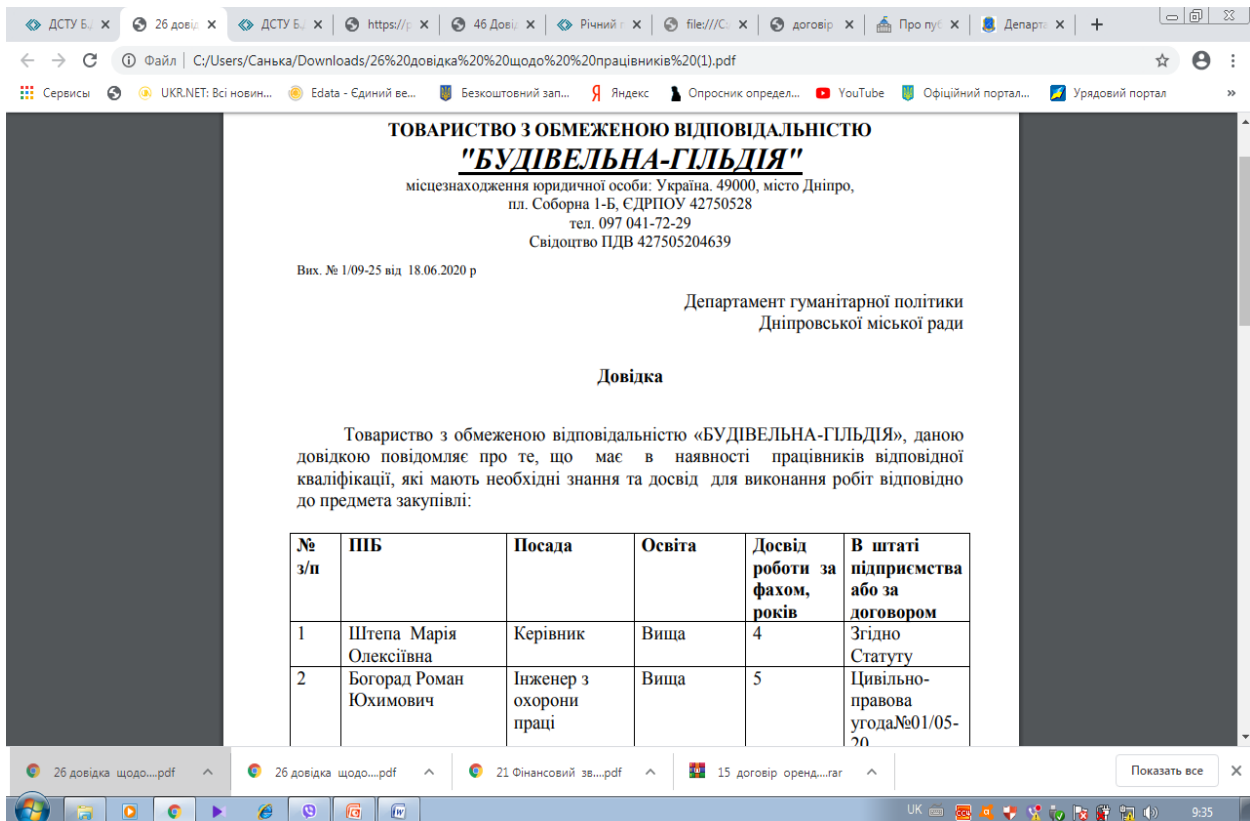 ДСТУ Б.
26 довід
ДСТУ Б.
https://p
46 Дові
Річний
file:///C:
договір
Про пуб
Департа
Файл | C:/Users/Санька/Downloads/26%20довідка%20%20щодо%20%20працівників%20(1).pdf
Сервисы
UKR.NET: Всі новин...
Edata - Єдиний ве...
Безкоштовний зап...
Яндекс
Опросник определ...
YouTube
Офіційний портал...
Урядовий портал
»
ТОВАРИСТВО З ОБМЕЖЕНОЮ ВІДПОВІДАЛЬНІСТЮ
"БУДІВЕЛЬНА-ГІЛЬДІЯ"
місцезнаходження юридичної особи: Україна. 49000, місто Дніпро,
пл. Соборна 1-Б, ЄДРПОУ 42750528
тел. 097 041-72-29
Свідоцтво ПДВ 427505204639
Вих. № 1/09-25 від 18.06.2020 р
Департамент гуманітарної політики
Дніпровської міської ради
Довідка
Товариство з обмеженою відповідальністю «БУДІВЕЛЬНА-ГІЛЬДІЯ», даною
довідкою повідомляє про те, що має в наявності працівників відповідної
кваліфікації, які мають необхідні знання та досвід для виконання робіт відповідно
до предмета закупівлі:
№ з/п
ПІБ
Посада
Освіта
Досвід роботи за фахом, років
В штаті підприємства або за договором
1
Штепа Марія Олексіївна
Керівник
Вища
4
Згідно Статуту
2
Богорад Роман Юхимович
Інженер з охорони праці
Вища
5
Цивільно-правова угода№01/05-20
26 довідка щодо....pdf
26 довідка щодо....pdf
21 Фінансовий зв....pdf
15 договір оренд....rar
Показать все
UK
9:35